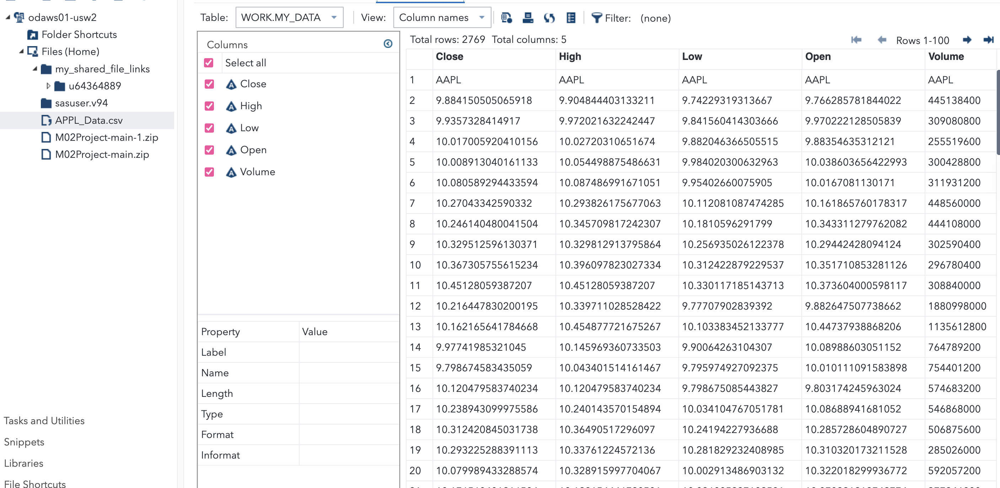 odaws01-usw2
Folder Shortcuts
Files (Home)
my_shared_file_links
u64364889
sasuser.v94
APPL_Data.csv
M02Project-main-1.zip
M02Project-main.zip
Tasks and Utilities
Snippets
Libraries
File Shortcuts
Table: WORK.MY_DATA View: Column names Filter: (none)
Columns
Select all
Close
High
Low
Open
Volume
Property Value
Label
Name
Length
Type
Format
Informat
Total rows: 2769 Total columns: 5 Rows 1-100
Close High Low Open Volume
1 AAPL AAPL AAPL AAPL AAPL
2 9.884150505065918 9.904844403133211 9.74229319313667 9.766285781844022 445138400
3 9.9357328414917 9.972021632242447 9.841560414303666 9.970222128505839 309080800
4 10.017005920410156 10.02720310651674 9.882046366505515 9.88354635312121 255519600
5 10.008913040161133 10.054498875486631 9.984020300632963 10.038603656422993 300428800
6 10.080589294433594 10.087486991671051 9.95402660075905 10.0167081130171 311931200
7 10.27043342590332 10.293826175677063 10.112081087474285 10.161865760178317 448560000
8 10.246140480041504 10.345709817242307 10.1810596291799 10.343311279762082 444108000
9 10.329512596130371 10.329812913795864 10.256935026122378 10.29442428094124 302590400
10 10.367305755615234 10.396097823027334 10.312422879229537 10.351710853281126 296780400
11 10.45128059387207 10.45128059387207 10.330117185143713 10.373604000598117 308840000
12 10.216447830200195 10.339711028528422 9.77707902839392 9.882647507738662 1880998000
13 10.162165641784668 10.454877721675267 10.103383452133777 10.44737938868206 1135612800
14 9.97741985321045 10.145969360733503 9.90064263104307 10.08988603051152 764789200
15 9.798674583435059 10.043401514161467 9.795974927092375 10.010111091583898 754401200
16 10.120479583740234 10.120479583740234 9.798675085443827 9.803174245963024 574683200
17 10.238943099975586 10.240143570154894 10.034104767051781 10.08688941681052 546868000
18 10.312420845031738 10.36490517296097 10.24194227936688 10.285728604890727 506875600
19 10.293225288391113 10.33761224572136 10.281829232408985 10.310320173211528 285026000
20 10.079989433288574 10.328915997704067 10.002913486903132 10.322018299936772 592057200